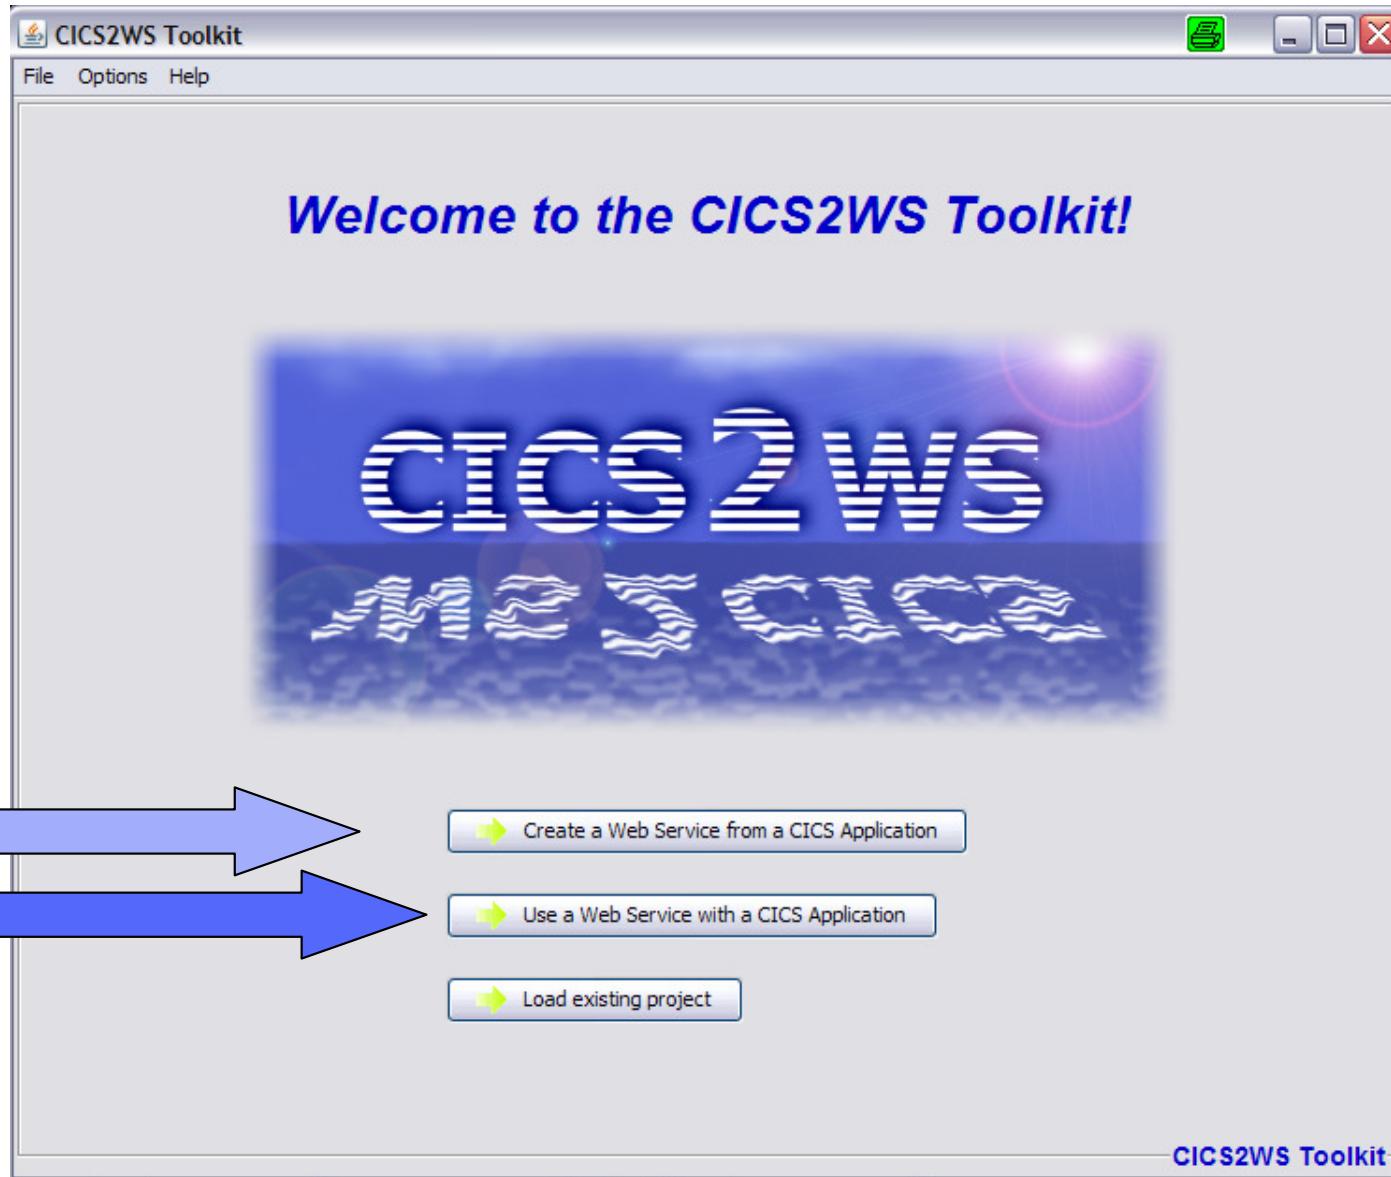 CICS2WS Toolkit
File Options Help
Welcome to the CICS2WS Toolkit!
CICS2WS
Create a Web Service from a CICS Application
Use a Web Service with a CICS Application
Load existing project
CICS2WS Toolkit